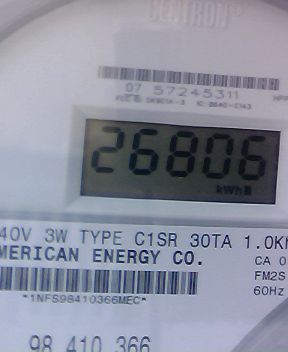 CENTRON®
07 57245311
26806
kWh
40V 3W TYPE C1SR 30TA 1.0K
MERICAN ENERGY CO.
CA 0
FM2S
60Hz
*1NFS98410366MEC*
98 410 366